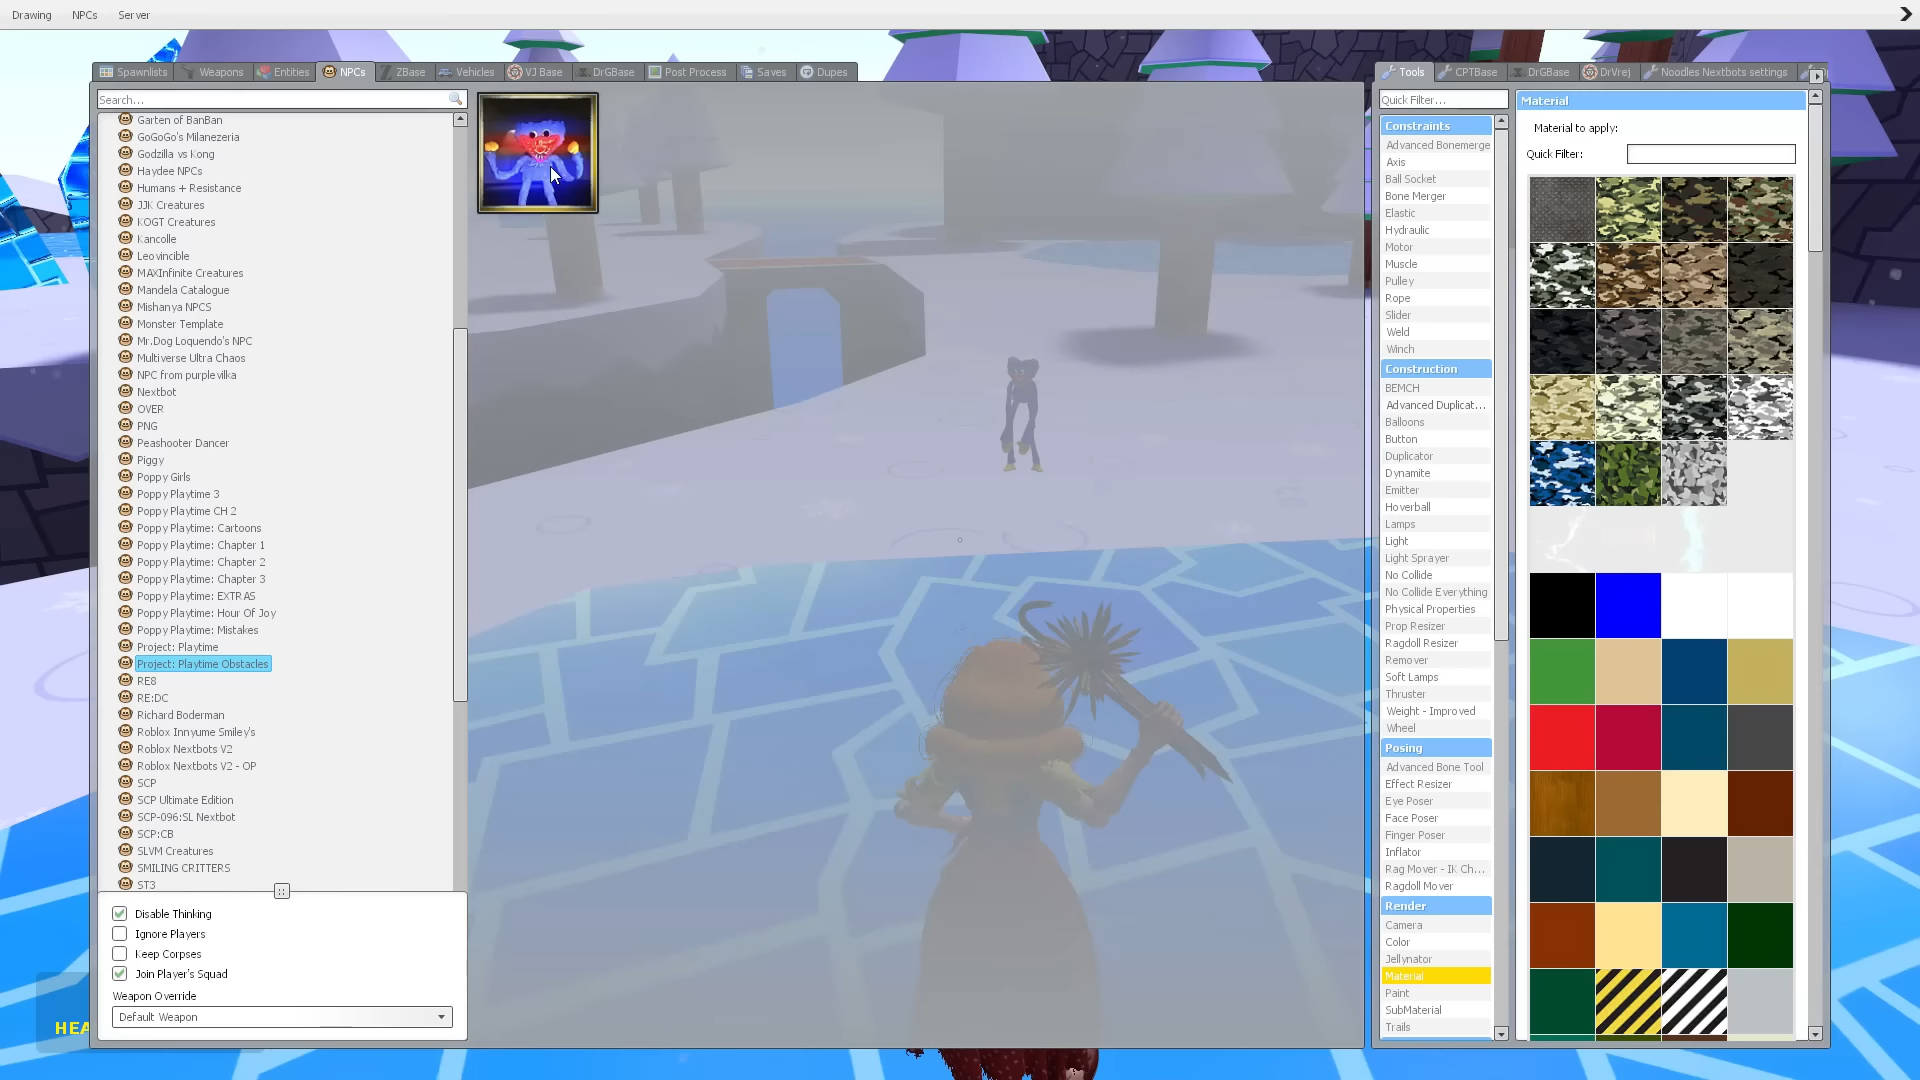 Drawing NPCs Server
Spawnlists Weapons Entities NPCs ZBase Vehicles VJ Base DrGBase Post Process Saves Dupes
Search...
Garten of BanBan
GoGoGo's Milanezeria
Godzilla vs Kong
Haydee NPCs
Humans + Resistance
JJK Creatures
KOGT Creatures
Kancolle
Leovincible
MAXInfinite Creatures
Mandela Catalogue
Mishanya NPCS
Monster Template
Mr.Dog Loquendo's NPC
Multiverse Ultra Chaos
NPC from purplevilka
Nextbot
OVER
PNG
Peashooter Dancer
Piggy
Poppy Girls
Poppy Playtime 3
Poppy Playtime CH 2
Poppy Playtime: Cartoons
Poppy Playtime: Chapter 1
Poppy Playtime: Chapter 2
Poppy Playtime: Chapter 3
Poppy Playtime: EXTRAS
Poppy Playtime: Hour Of Joy
Poppy Playtime: Mistakes
Project: Playtime
Project: Playtime Obstacles
RE8
RE:DC
Richard Boderman
Roblox Innyume Smiley's
Roblox Nextbots V2
Roblox Nextbots V2 - OP
SCP
SCP Ultimate Edition
SCP-096:SL Nextbot
SCP:CB
SLVM Creatures
SMILING CRITTERS
ST3
Disable Thinking
Ignore Players
Keep Corpses
Join Player's Squad
Weapon Override
Default Weapon
HEA
Tools CPTBase DrGBase DrVrej Noodles Nextbots settings
Quick Filter...
Constraints
Advanced Bonemerge
Axis
Ball Socket
Bone Merger
Elastic
Hydraulic
Motor
Muscle
Pulley
Rope
Slider
Weld
Winch
Construction
BEMCH
Advanced Duplicat...
Balloons
Button
Duplicator
Dynamite
Emitter
Hoverball
Lamps
Light
Light Sprayer
No Collide
No Collide Everything
Physical Properties
Prop Resizer
Ragdoll Resizer
Remover
Soft Lamps
Thruster
Weight - Improved
Wheel
Posing
Advanced Bone Tool
Effect Resizer
Eye Poser
Face Poser
Finger Poser
Inflator
Rag Mover - IK Ch...
Ragdoll Mover
Render
Camera
Color
Jellynator
Material
Paint
SubMaterial
Trails
Material
Material to apply:
Quick Filter: